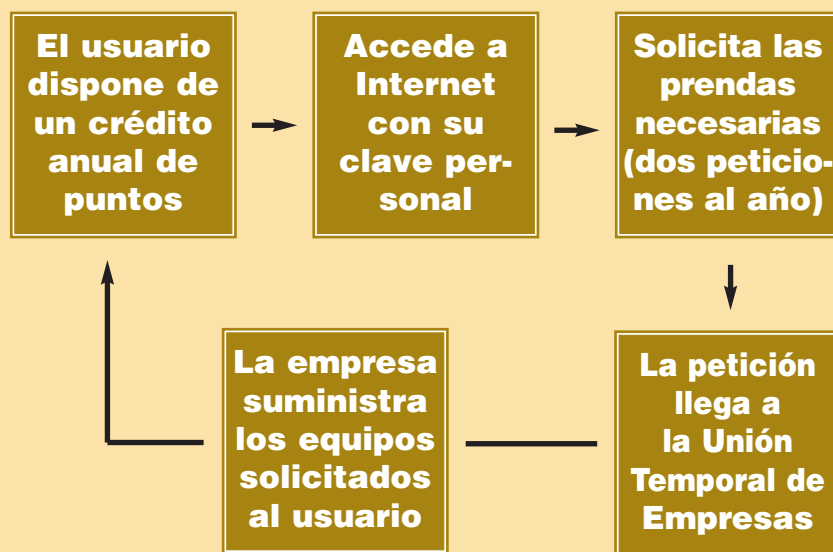 El usuario
dispone de
un crédito
anual de
puntos
Accede a
Internet
con su
clave per-
sonal
Solicita las
prendas
necesarias
(dos peticio-
nes al año)
La petición
llega a
la Unión
Temporal de
Empresas
La empresa
suministra
los equipos
solicitados
al usuario